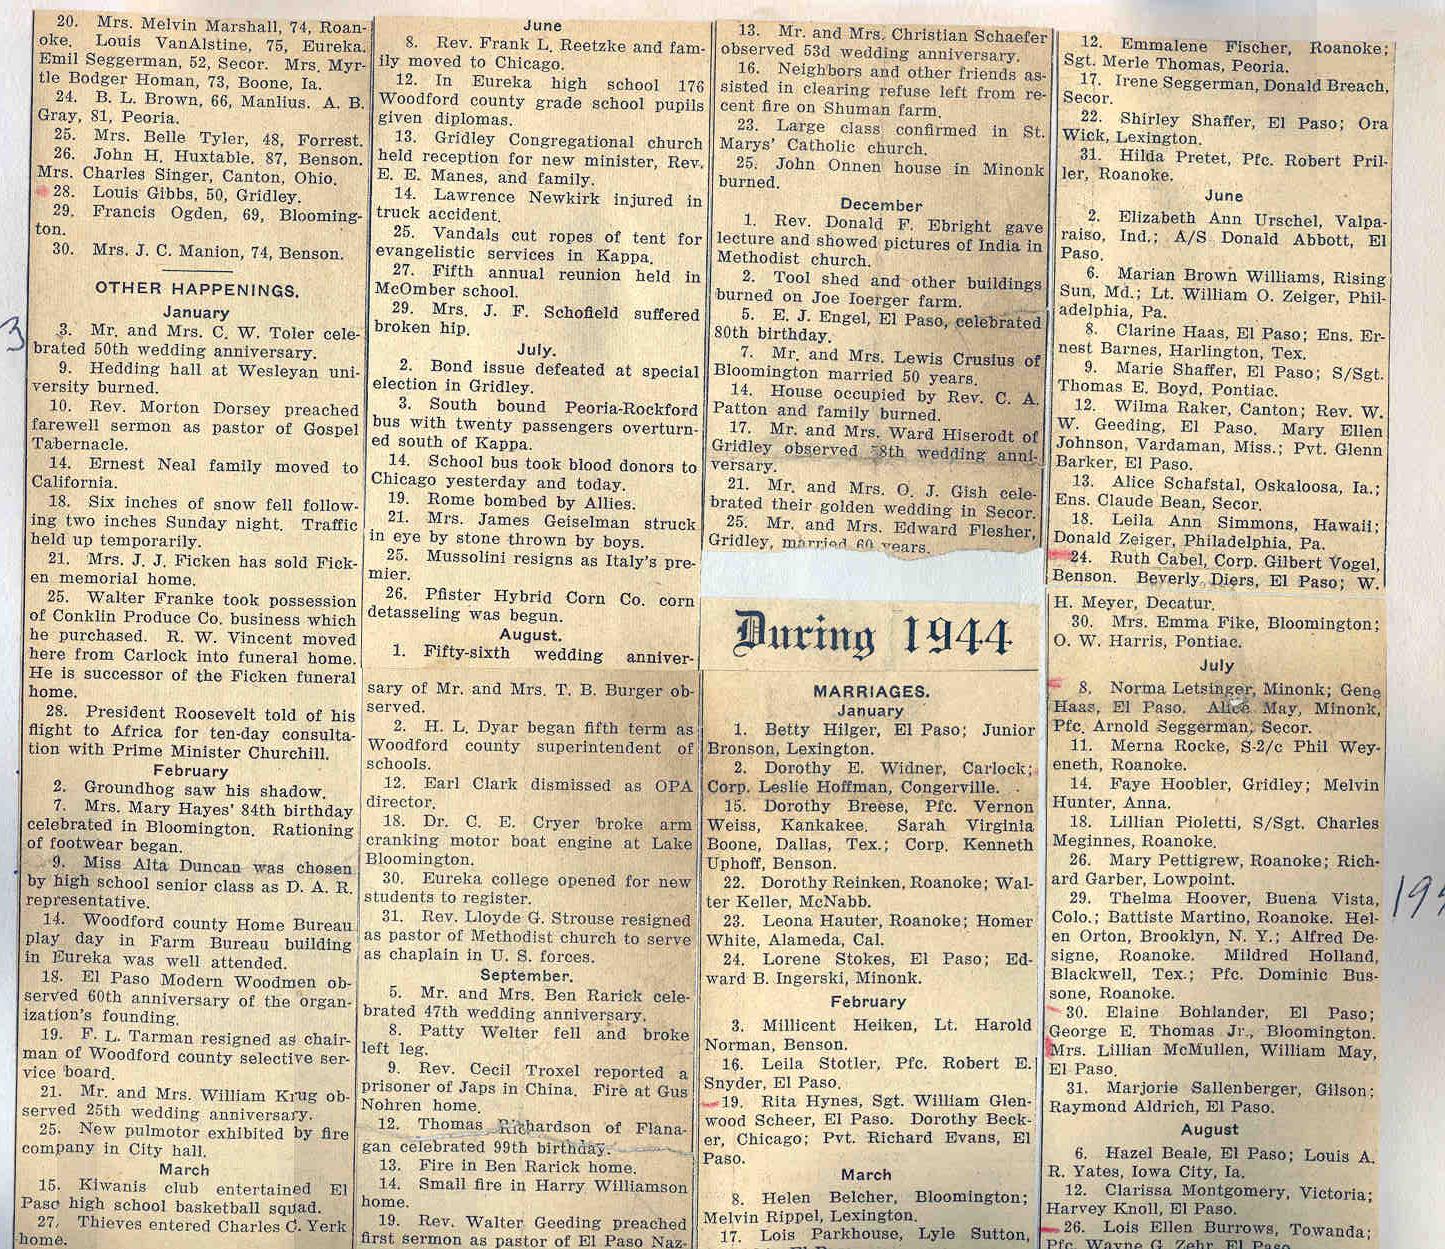 20. Mrs. Melvin Marshall, 74, Roan-
oke. Louis VanAlstine, 75, Eureka.
Emil Seggerman, 52, Secor. Mrs. Myr-
tle Bodger Homan, 73, Boone, Ia.
24. B. L. Brown, 66, Manlius. A. B.
Gray, 81, Peoria.
25. Mrs. Belle Tyler, 48, Forrest.
26. John H. Huxtable, 87, Benson.
Mrs. Charles Singer, Canton, Ohio.
28. Louis Gibbs, 50, Gridley.
29. Francis Ogden, 69, Blooming-
ton.
30. Mrs. J. C. Manion, 74, Benson.
OTHER HAPPENINGS.
January
3. Mr. and Mrs. C. W. Toler cele-
brated 50th wedding anniversary.
9. Hedding hall at Wesleyan uni-
versity burned.
10. Rev. Morton Dorsey preached
farewell sermon as pastor of Gospel
Tabernacle.
14. Ernest Neal family moved to
California.
18. Six inches of snow fell follow-
ing two inches Sunday night. Traffic
held up temporarily.
21. Mrs. J. J. Ficken has sold Fick-
en memorial home.
25. Walter Franke took possession
of Conklin Produce Co. business which
he purchased. R. W. Vincent moved
here from Carlock into funeral home.
He is successor of the Ficken funeral
home.
28. President Roosevelt told of his
flight to Africa for ten-day consulta-
tion with Prime Minister Churchill.
February
2. Groundhog saw his shadow.
7. Mrs. Mary Hayes' 84th birthday
celebrated in Bloomington. Rationing
of footwear began.
9. Miss Alta Duncan was chosen
by high school senior class as D. A. R.
representative.
14. Woodford county Home Bureau
play day in Farm Bureau building
in Eureka was well attended.
18. El Paso Modern Woodmen ob-
served 60th anniversary of the organ-
ization's founding.
19. F. L. Tarman resigned as chair-
man of Woodford county selective ser-
vice board.
21. Mr. and Mrs. William Krug ob-
served 25th wedding anniversary.
25. New pulmotor exhibited by fire
company in City hall.
March
15. Kiwanis club entertained El
Paso high school basketball squad.
27. Thieves entered Charles C. Yerk
home.
June
8. Rev. Frank L. Reetzke and fam-
ily moved to Chicago.
12. In Eureka high school 176
Woodford county grade school pupils
given diplomas.
13. Gridley Congregational church
held reception for new minister, Rev.
E. E. Manes, and family.
14. Lawrence Newkirk injured in
truck accident.
25. Vandals cut ropes of tent for
evangelistic services in Kappa.
27. Fifth annual reunion held in
McOmber school.
29. Mrs. J. F. Schofield suffered
broken hip.
July.
2. Bond issue defeated at special
election in Gridley.
3. South bound Peoria-Rockford
bus with twenty passengers overturn-
ed south of Kappa.
14. School bus took blood donors to
Chicago yesterday and today.
19. Rome bombed by Allies.
21. Mrs. James Geiselman struck
in eye by stone thrown by boys.
25. Mussolini resigns as Italy's pre-
mier.
26. Pfister Hybrid Corn Co. corn
detasseling was begun.
August.
1. Fifty-sixth wedding anniver-
sary of Mr. and Mrs. T. B. Burger ob-
served.
2. H. L. Dyar began fifth term as
Woodford county superintendent of
schools.
12. Earl Clark dismissed as OPA
director.
18. Dr. C. E. Cryer broke arm
cranking motor boat engine at Lake
Bloomington.
30. Eureka college opened for new
students to register.
31. Rev. Lloyde G. Strouse resigned
as pastor of Methodist church to serve
as chaplain in U. S. forces.
September.
5. Mr. and Mrs. Ben Rarick cele-
brated 47th wedding anniversary.
8. Patty Welter fell and broke
left leg.
9. Rev. Cecil Troxel reported a
prisoner of Japs in China. Fire at Gus
Nohren home.
12. Thomas Richardson of Flana-
gan celebrated 99th birthday.
13. Fire in Ben Rarick home.
14. Small fire in Harry Williamson
home.
19. Rev. Walter Geeding preached
first sermon as pastor of El Paso Naz-
13. Mr. and Mrs. Christian Schaefer
observed 53d wedding anniversary.
16. Neighbors and other friends as-
sisted in clearing refuse left from re-
cent fire on Shuman farm.
23. Large class confirmed in St.
Marys' Catholic church.
25. John Onnen house in Minonk
burned.
December
1. Rev. Donald F. Ebright gave
lecture and showed pictures of India in
Methodist church.
2. Tool shed and other buildings
burned on Joe Ioerger farm.
5. E. J. Engel, El Paso, celebrated
80th birthday.
7. Mr. and Mrs. Lewis Crusius of
Bloomington married 50 years.
14. House occupied by Rev. C. A.
Patton and family burned.
17. Mr. and Mrs. Ward Hiserodt of
Gridley observed wedding anni-
versary.
21. Mr. and Mrs. O. J. Gish cele-
brated their golden wedding in Secor.
25. Mr. and Mrs. Edward Flesher,
Gridley, married 60 years.
During 1944
MARRIAGES.
January
1. Betty Hilger, El Paso; Junior
Bronson, Lexington.
2. Dorothy E. Widner, Carlock;
Corp. Leslie Hoffman, Congerville.
15. Dorothy Breese, Pfc. Vernon
Weiss, Kankakee. Sarah Virginia
Boone, Dallas, Tex.; Corp. Kenneth
Uphoff, Benson.
22. Dorothy Reinken, Roanoke; Wal-
ter Keller, McNabb.
23. Leona Hauter, Roanoke; Homer
White, Alameda, Cal.
24. Lorene Stokes, El Paso; Ed-
ward B. Ingerski, Minonk.
February
3. Millicent Heiken, Lt. Harold
Norman, Benson.
16. Leila Stotler, Pfc. Robert E.
Snyder, El Paso.
19. Rita Hynes, Sgt. William Glen-
wood Scheer, El Paso. Dorothy Beck-
er, Chicago; Pvt. Richard Evans, El
Paso.
March
8. Helen Belcher, Bloomington;
Melvin Rippel, Lexington.
17. Lois Parkhouse, Lyle Sutton,
El Paso
12. Emmalene Fischer, Roanoke;
Sgt. Merle Thomas, Peoria.
17. Irene Seggerman, Donald Breach,
Secor.
22. Shirley Shaffer, El Paso; Ora
Wick, Lexington.
31. Hilda Pretet, Pfc. Robert Pril-
ler, Roanoke.
June
2. Elizabeth Ann Urschel, Valpa-
raiso, Ind.; A/S Donald Abbott, El
Paso.
6. Marian Brown Williams, Rising
Sun, Md.; Lt. William O. Zeiger, Phil-
adelphia, Pa.
8. Clarine Haas, El Paso; Ens. Er-
nest Barnes, Harlington, Tex.
9. Marie Shaffer, El Paso; S/Sgt.
Thomas E. Boyd, Pontiac.
12. Wilma Raker, Canton; Rev. W.
W. Geeding, El Paso. Mary Ellen
Johnson, Vardaman, Miss.; Pvt. Glenn
Barker, El Paso.
13. Alice Schafstal, Oskaloosa, Ia.;
Ens. Claude Bean, Secor.
18. Leila Ann Simmons, Hawaii;
Donald Zeiger, Philadelphia, Pa.
24. Ruth Cabel, Corp. Gilbert Vogel,
Benson. Beverly Diers, El Paso; W.
H. Meyer, Decatur.
30. Mrs. Emma Fike, Bloomington;
O. W. Harris, Pontiac.
July
8. Norma Letsinger, Minonk; Gene
Haas, El Paso. Alice May, Minonk,
Pfc. Arnold Seggerman, Secor.
11. Merna Rocke, S-2/c Phil Wey-
eneth, Roanoke.
14. Faye Hoobler, Gridley; Melvin
Hunter, Anna.
18. Lillian Pioletti, S/Sgt. Charles
Meginnes, Roanoke.
26. Mary Pettigrew, Roanoke; Rich-
ard Garber, Lowpoint.
29. Thelma Hoover, Buena Vista,
Colo.; Battiste Martino, Roanoke. Hel-
en Orton, Brooklyn, N. Y.; Alfred De-
signe, Roanoke. Mildred Holland,
Blackwell, Tex.; Pfc. Dominic Bus-
sone, Roanoke.
30. Elaine Bohlander, El Paso;
George E. Thomas Jr., Bloomington.
Mrs. Lillian McMullen, William May,
El Paso.
31. Marjorie Sallenberger, Gilson;
Raymond Aldrich, El Paso.
August
6. Hazel Beale, El Paso; Louis A.
R. Yates, Iowa City, Ia.
12. Clarissa Montgomery, Victoria;
Harvey Knoll, El Paso.
26. Lois Ellen Burrows, Towanda;
Pfc. Wayne G. Zehr, El Paso.
3
19